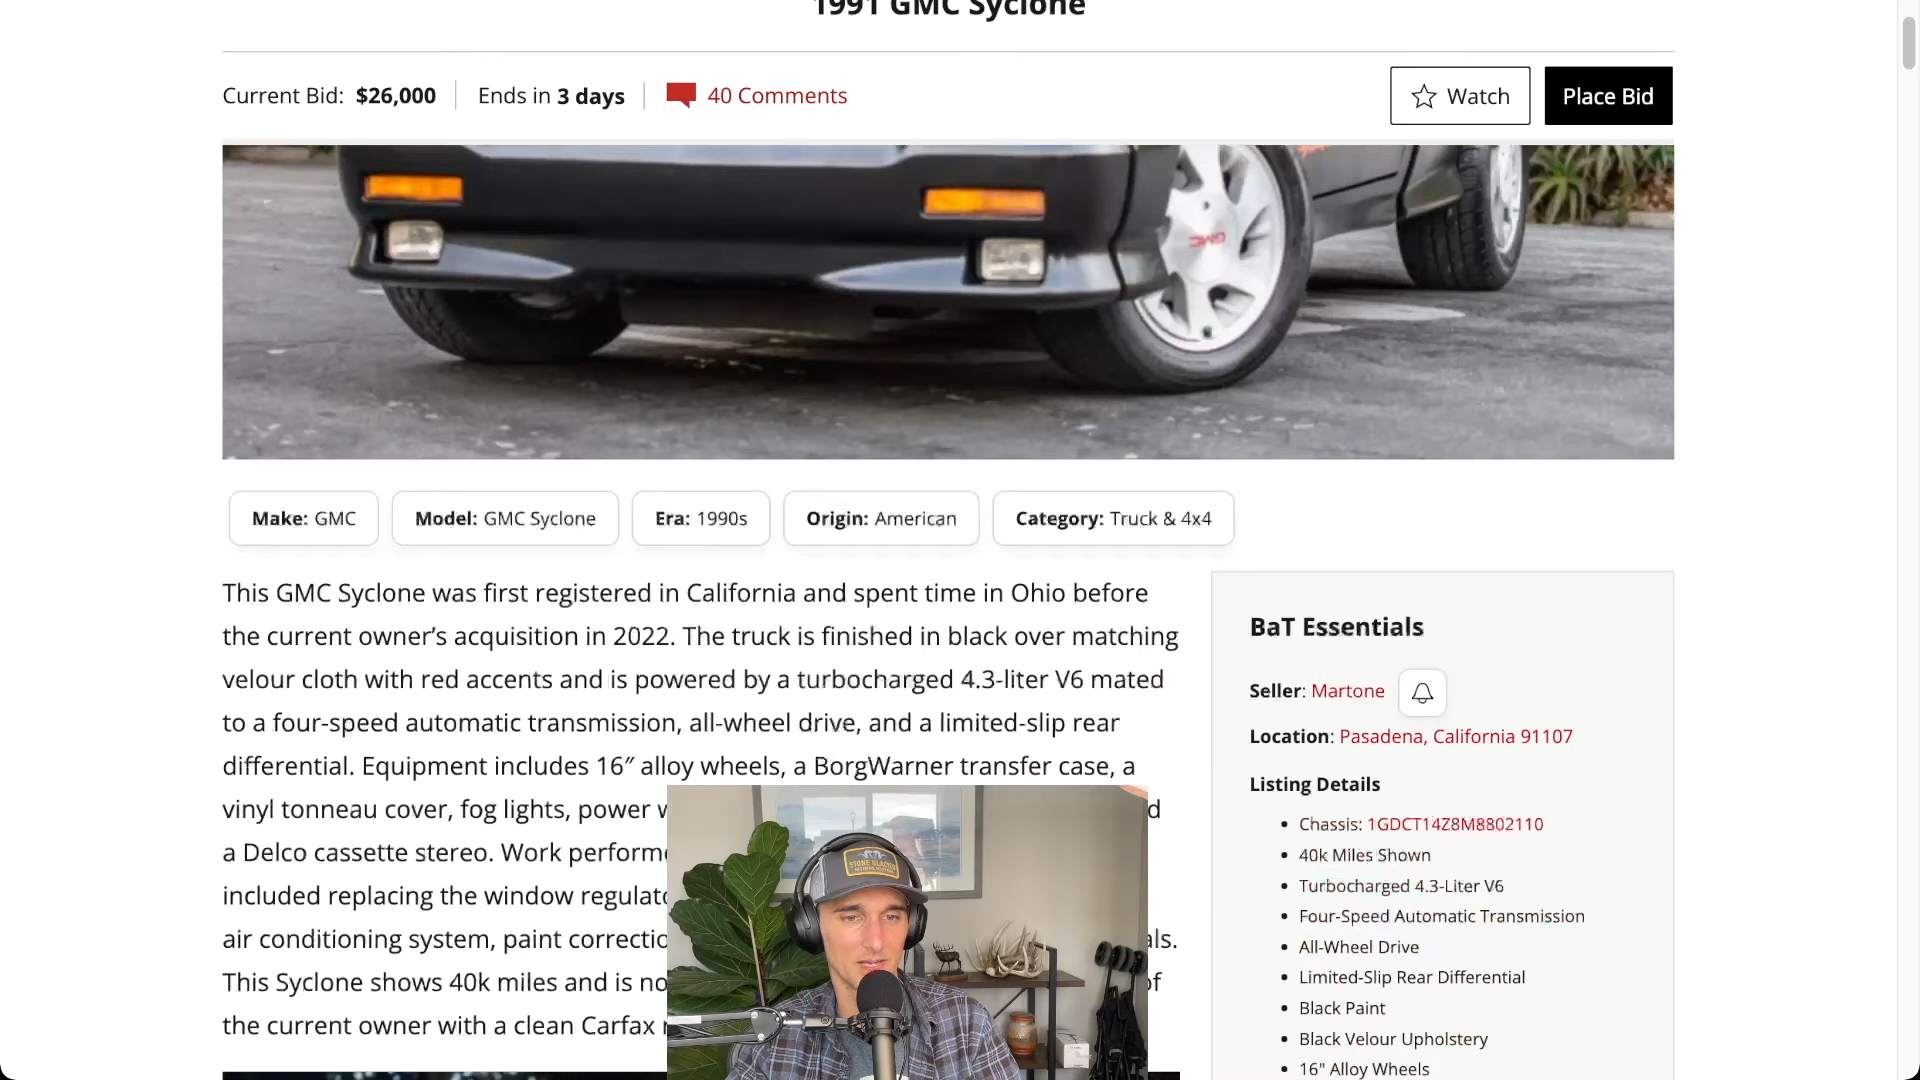 1991 GMC Syclone
Current Bid: $26,000
Ends in 3 days
40 Comments
Watch
Place Bid
GMC
Make: GMC
Model: GMC Syclone
Era: 1990s
Origin: American
Category: Truck & 4x4
This GMC Syclone was first registered in California and spent time in Ohio before
the current owner’s acquisition in 2022. The truck is finished in black over matching
velour cloth with red accents and is powered by a turbocharged 4.3-liter V6 mated
to a four-speed automatic transmission, all-wheel drive, and a limited-slip rear
differential. Equipment includes 16″ alloy wheels, a BorgWarner transfer case, a
vinyl tonneau cover, fog lights, power
a Delco cassette stereo. Work
included replacing the window
air conditioning system, paint
This Syclone shows 40k miles and is
the current owner with a clean Carfax
BaT Essentials
Seller: Martone
Location: Pasadena, California 91107
Listing Details
• Chassis: 1GDCT14Z8M8802110
• 40k Miles Shown
• Turbocharged 4.3-Liter V6
• Four-Speed Automatic Transmission
• All-Wheel Drive
• Limited-Slip Rear Differential
• Black Paint
• Black Velour Upholstery
• 16" Alloy Wheels
STONE GLACIER